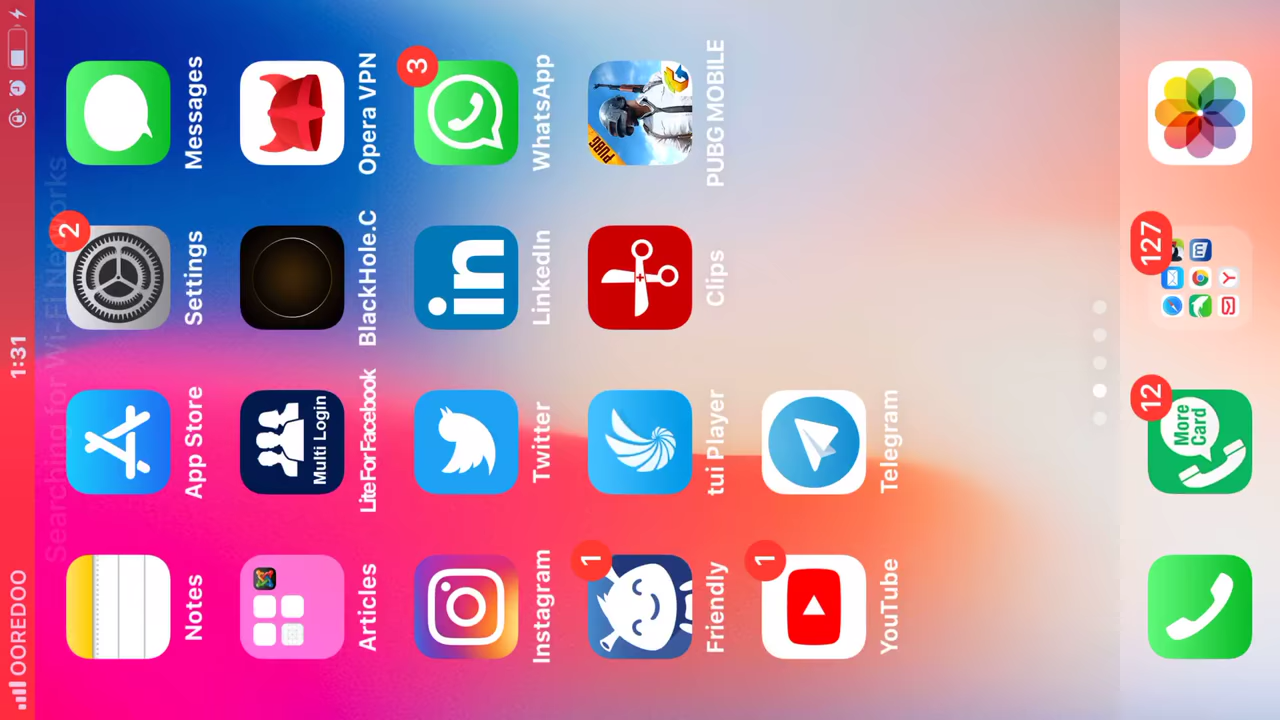 OOREDOO 1:31
Searching for Wi-Fi Networks
2
Notes App Store Settings Messages
Multi Login
Articles LiteForFacebook BlackHole.C Opera VPN
3
in
Instagram Twitter LinkedIn WhatsApp
1
PUBG
Friendly tui Player Clips PUBG MOBILE
1
YouTube Telegram
12 127
More
Card